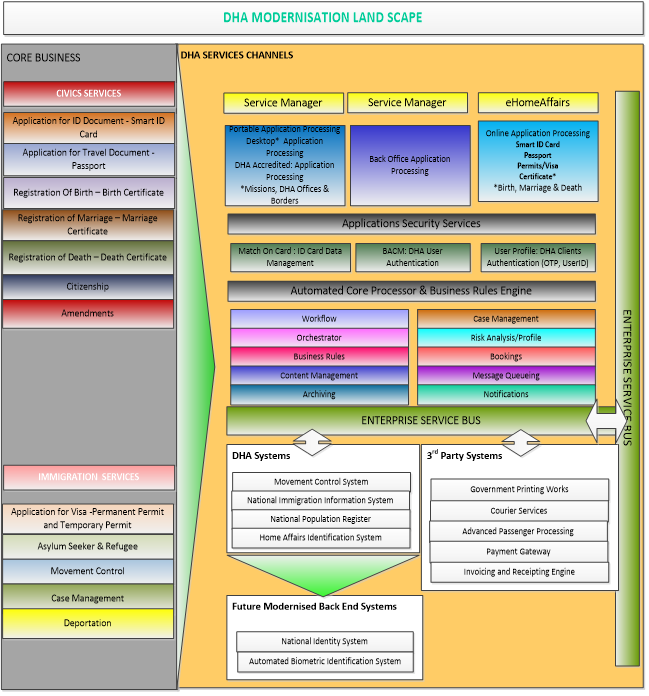 DHA MODERNISATION LAND SCAPE
CORE BUSINESS
CIVICS SERVICES
Application for ID Document - Smart ID
Card
Application for Travel Document -
Passport
Registration Of Birth – Birth Certificate
Registration of Marriage – Marriage
Certificate
Registration of Death – Death Certificate
Citizenship
Amendments
IMMIGRATION SERVICES
Application for Visa -Permanent Permit
and Temporary Permit
Asylum Seeker & Refugee
Movement Control
Case Management
Deportation
DHA SERVICES CHANNELS
Service Manager
Service Manager
eHomeAffairs
Portable Application Processing
Desktop* Application
Processing
DHA Accredited: Application
Processing
*Missions, DHA Offices &
Borders
Back Office Application
Processing
Online Application Processing
Smart ID Card
Passport
Permits/Visa
Certificate*
*Birth, Marriage & Death
Applications Security Services
Match On Card : ID Card Data
Management
BACM: DHA User
Authentication
User Profile: DHA Clients
Authentication (OTP, UserID)
Automated Core Processor & Business Rules Engine
Workflow
Orchestrator
Business Rules
Content Management
Archiving
Case Management
Risk Analysis/Profile
Bookings
Message Queueing
Notifications
ENTERPRISE SERVICE BUS
ENTERPRISE SERVICE BUS
DHA Systems
Movement Control System
National Immigration Information System
National Population Register
Home Affairs Identification System
3rd Party Systems
Government Printing Works
Courier Services
Advanced Passenger Processing
Payment Gateway
Invoicing and Receipting Engine
Future Modernised Back End Systems
National Identity System
Automated Biometric Identification System